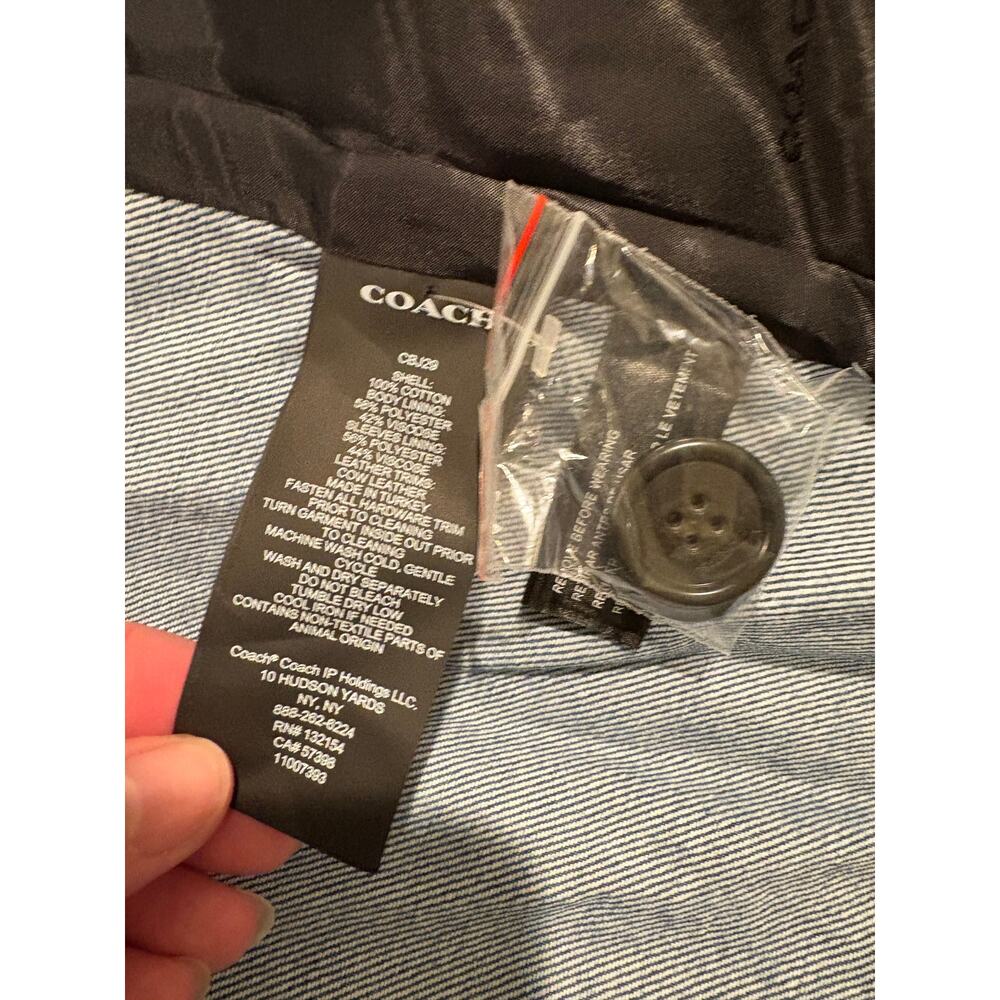 COACH
CBJ29
SHELL:
100% COTTON
BODY LINING:
58% POLYESTER
42% VISCOSE
SLEEVES LINING:
56% POLYESTER
44% VISCOSE
LEATHER TRIMS:
COW LEATHER
MADE IN TURKEY
FASTEN ALL HARDWARE TRIM
PRIOR TO CLEANING
TURN GARMENT INSIDE OUT PRIOR
TO CLEANING
MACHINE WASH COLD, GENTLE
CYCLE
WASH AND DRY SEPARATELY
DO NOT BLEACH
TUMBLE DRY LOW
COOL IRON IF NEEDED
CONTAINS NON-TEXTILE PARTS OF
ANIMAL ORIGIN
Coach® Coach IP Holdings LLC.
10 HUDSON YARDS
NY, NY
888-262-6224
RN# 132154
CA# 57398
11007393
BEFORE WEARING
LE VETEMENT